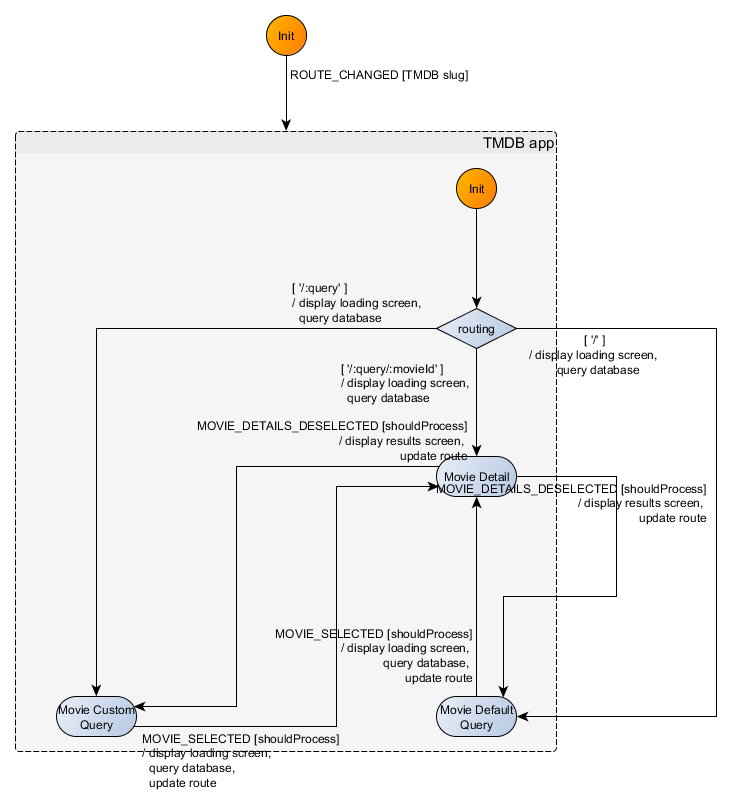 Init
ROUTE_CHANGED [TMDB slug]
TMDB app
Init
[ '/:query' ]
/ display loading screen,
query database
routing
[ '/' ]
/ display loading screen,
query database
[ '/:query/:movieId' ]
/ display loading screen,
query database
MOVIE_DETAILS_DESELECTED [shouldProcess]
/ display results screen,
update route
Movie Detail
MOVIE_DETAILS_DESELECTED [shouldProcess]
/ display results screen,
update route
MOVIE_SELECTED [shouldProcess]
/ display loading screen,
query database,
update route
Movie Custom
Query
Movie Default
Query
MOVIE_SELECTED [shouldProcess]
/ display loading screen,
query database,
update route